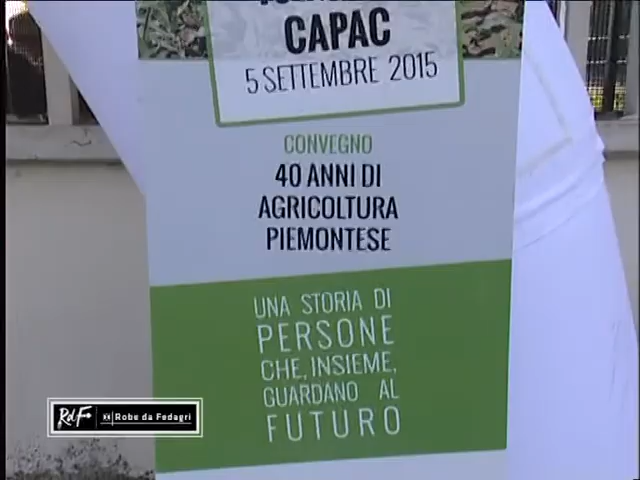 CAPAC
5 SETTEMBRE 2015
CONVEGNO
40 ANNI DI
AGRICOLTURA
PIEMONTESE
UNA STORIA DI
PERSONE
CHE, INSIEME,
GUARDANO AL
FUTURO
RdF Robe da Fedagri